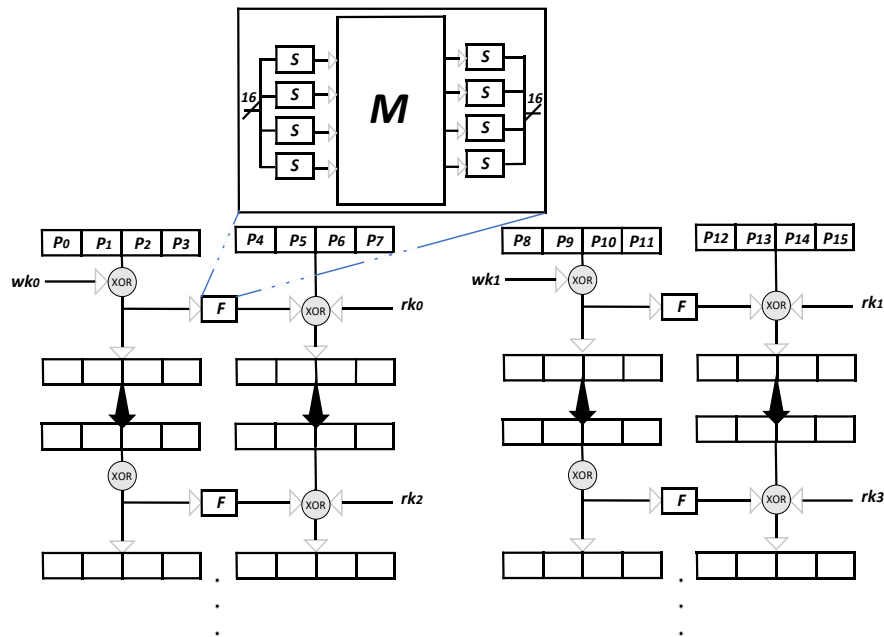 S S
16 S M S 16
S S
S S
P0 P1 P2 P3 P4 P5 P6 P7 P8 P9 P10 P11 P12 P13 P14 P15
wk0 XOR wk1 XOR
F XOR rk0 F XOR rk1
XOR XOR
F XOR rk2 F XOR rk3